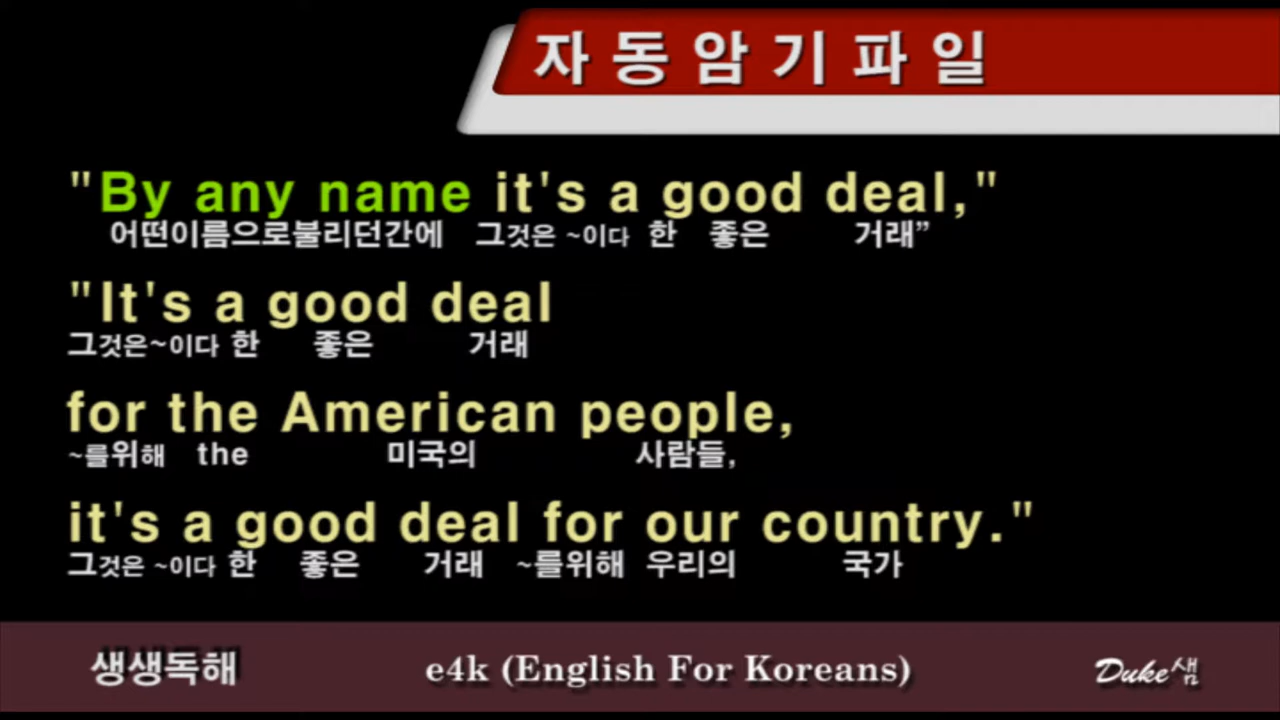 자동암기파일
"By any name it's a good deal,"
어떤이름으로불리던간에 그것은 ~이다 한 좋은 거래”
"It's a good deal
그것은~이다 한 좋은 거래
for the American people,
~를위해 the 미국의 사람들,
it's a good deal for our country."
그것은 ~이다 한 좋은 거래 ~를위해 우리의 국가
생생독해 e4k (English For Koreans) Duke샘